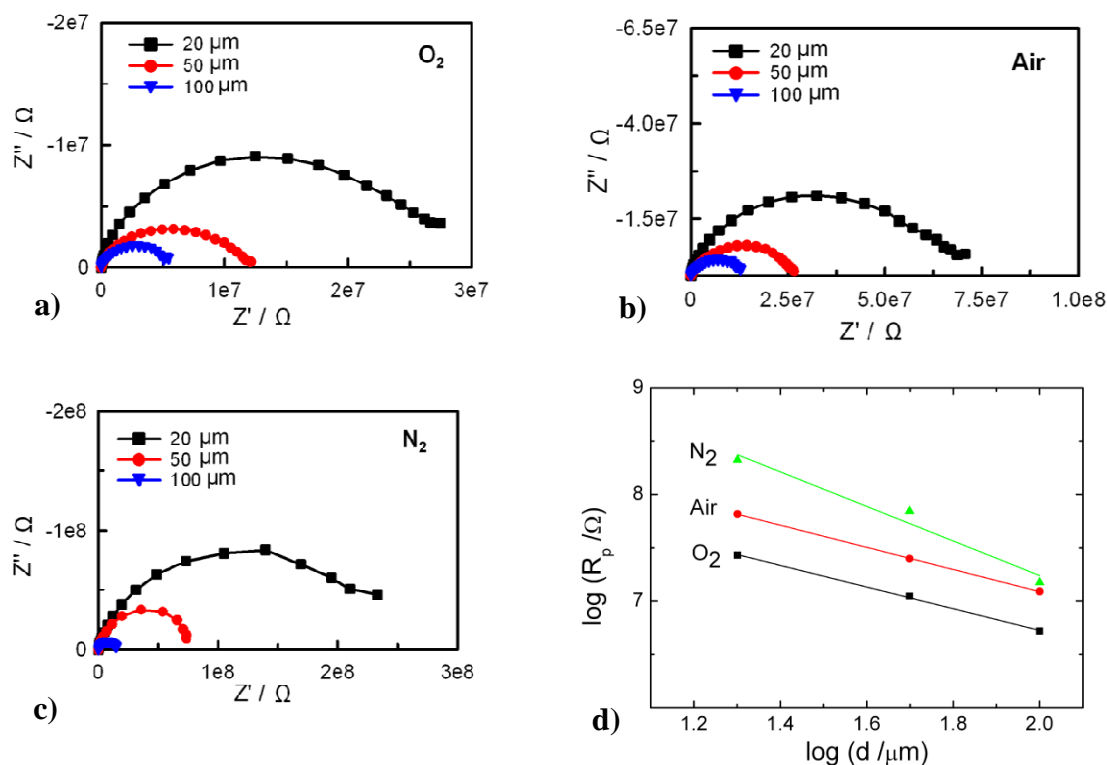 -2e7
20 µm
50 µm
100 µm
O2
Z'' / Ω
-1e7
0
0 1e7 2e7 3e7
a)
Z' / Ω
-6.5e7
20 µm
50 µm
100 µm
Air
Z'' / Ω
-4.0e7
-1.5e7
0 2.5e7 5.0e7 7.5e7 1.0e8
b)
Z' / Ω
-2e8
20 µm
50 µm
100 µm
N2
Z'' / Ω
-1e8
0
0 1e8 2e8 3e8
c)
Z' / Ω
9
8
7
log (Rp /Ω)
N2
Air
O2
1.2 1.4 1.6 1.8 2.0
d)
log (d /µm)